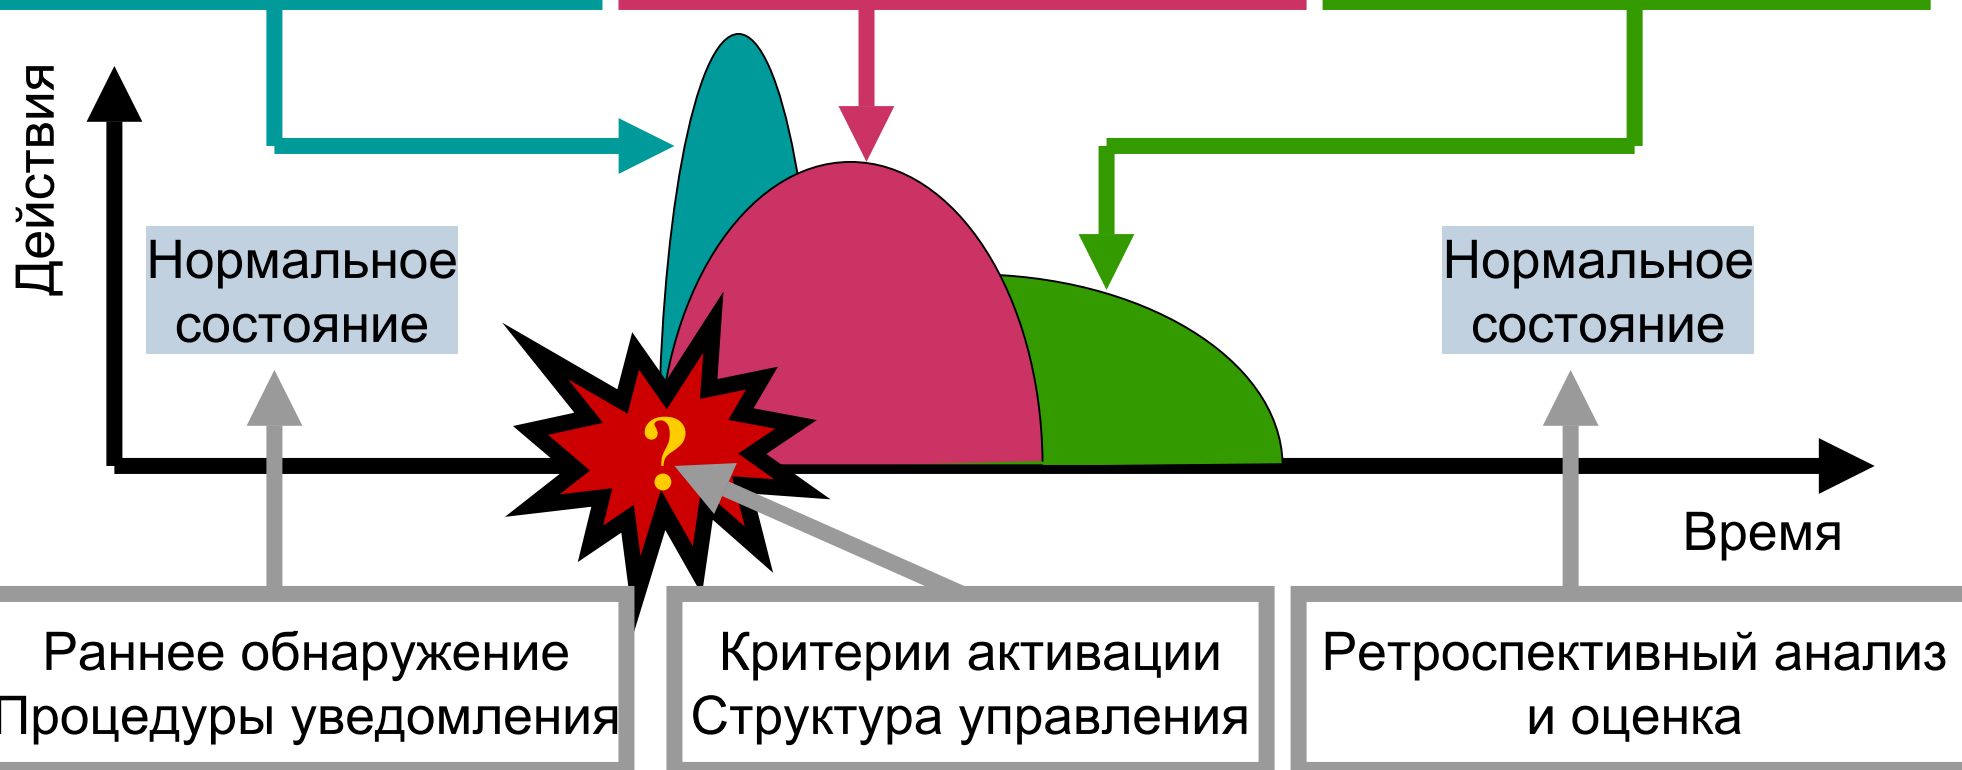 Действия
Нормальное
состояние
Нормальное
состояние
?
Время
Раннее обнаружение
Процедуры уведомления
Критерии активации
Структура управления
Ретроспективный анализ
и оценка